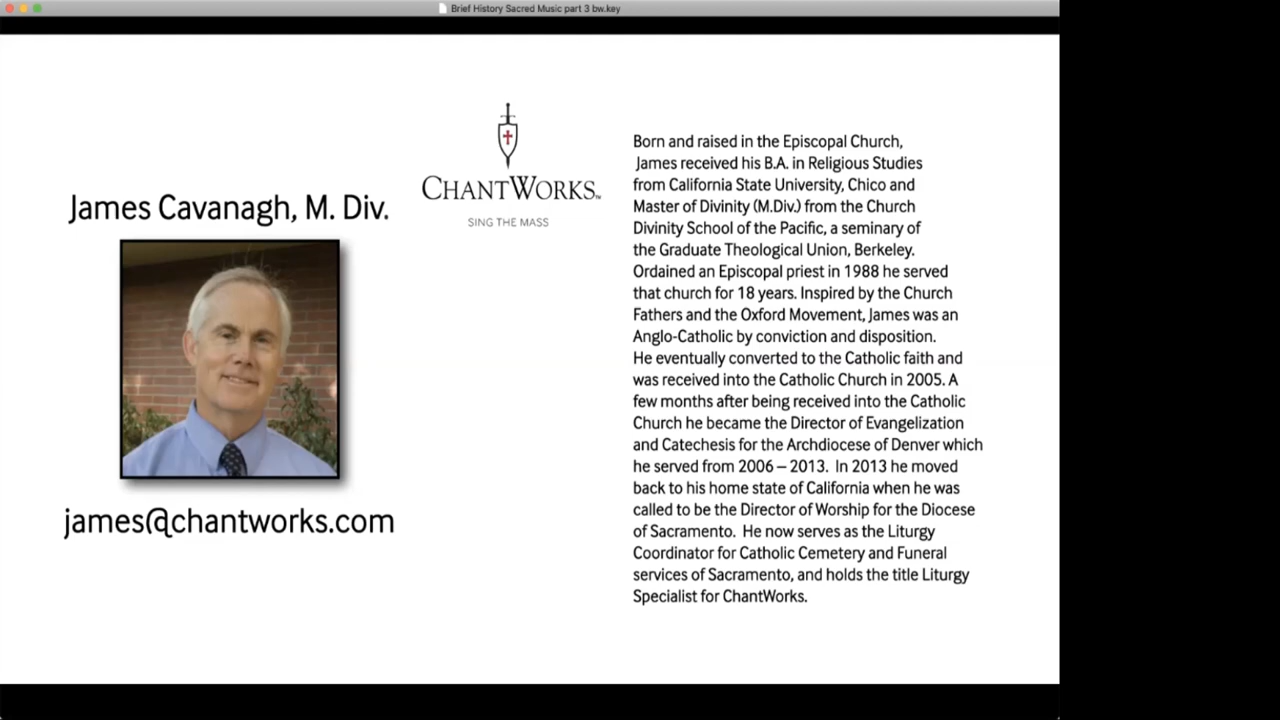 Brief History Sacred Music part 3 bw.key
James Cavanagh, M. Div.
james@chantworks.com
CHANTWORKS™
SING THE MASS
Born and raised in the Episcopal Church,
James received his B.A. in Religious Studies
from California State University, Chico and
Master of Divinity (M.Div.) from the Church
Divinity School of the Pacific, a seminary of
the Graduate Theological Union, Berkeley.
Ordained an Episcopal priest in 1988 he served
that church for 18 years. Inspired by the Church
Fathers and the Oxford Movement, James was an
Anglo-Catholic by conviction and disposition.
He eventually converted to the Catholic faith and
was received into the Catholic Church in 2005. A
few months after being received into the Catholic
Church he became the Director of Evangelization
and Catechesis for the Archdiocese of Denver which
he served from 2006 – 2013. In 2013 he moved
back to his home state of California when he was
called to be the Director of Worship for the Diocese
of Sacramento. He now serves as the Liturgy
Coordinator for Catholic Cemetery and Funeral
services of Sacramento, and holds the title Liturgy
Specialist for ChantWorks.